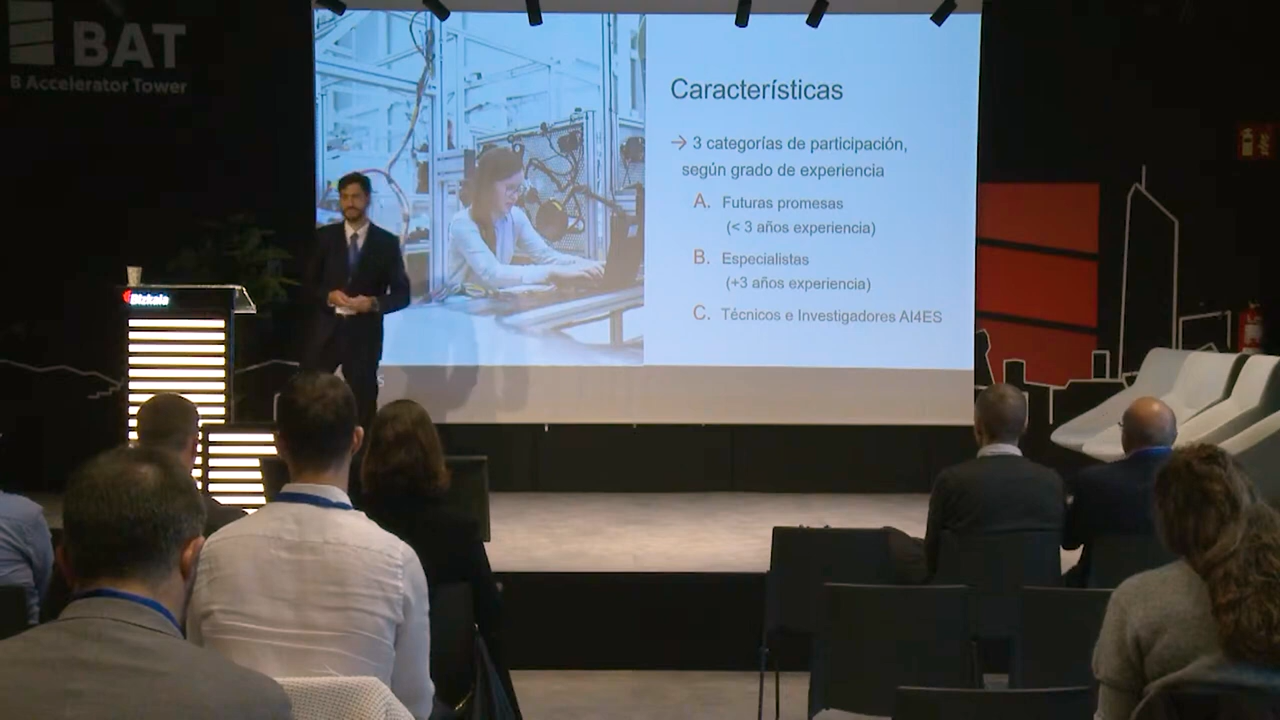 BAT
B Accelerator Tower
Características
→ 3 categorías de participación,
según grado de experiencia
A. Futuras promesas
(< 3 años experiencia)
B. Especialistas
(+3 años experiencia)
C. Técnicos e Investigadores AI4ES
Bizkaia